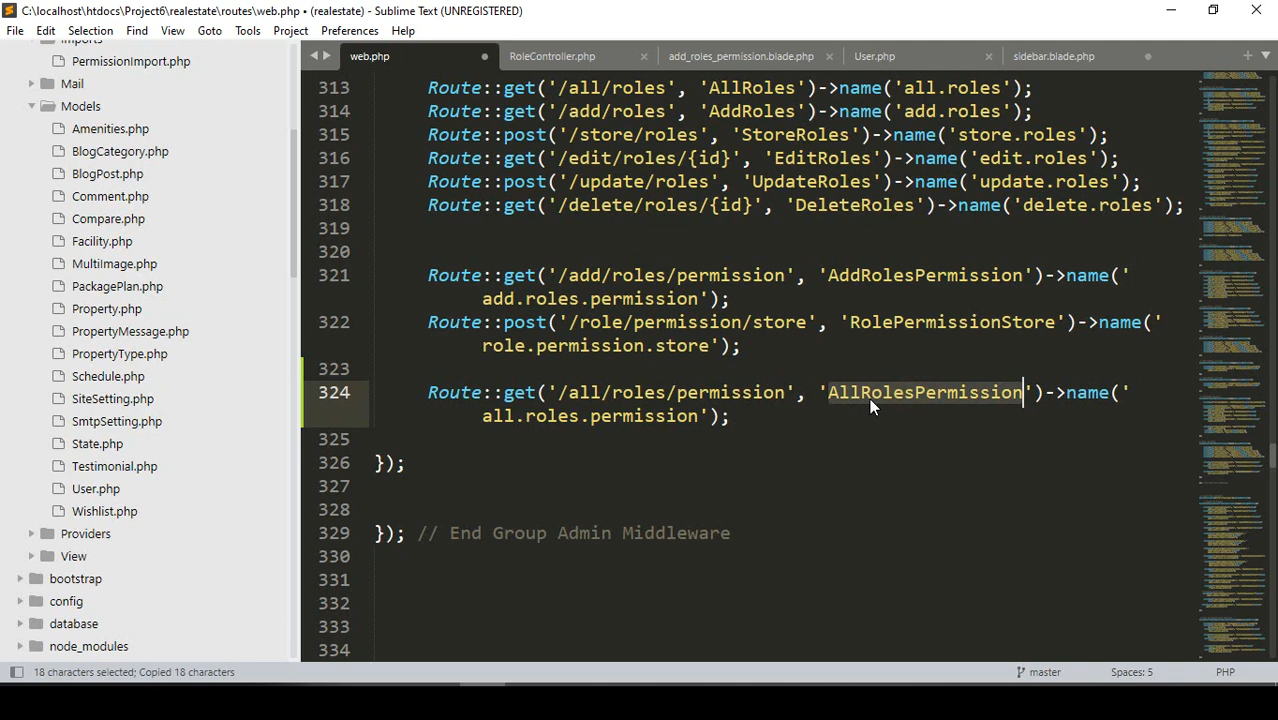 C:\localhost\htdocs\Project6\realestate\routes\web.php • (realestate) - Sublime Text (UNREGISTERED)
File Edit Selection Find View Goto Tools Project Preferences Help
Imports
PermissionImport.php
Mail
Models
Amenities.php
BlogCategory.php
BlogPost.php
Comment.php
Compare.php
Facility.php
MultiImage.php
PackagePlan.php
Property.php
PropertyMessage.php
PropertyType.php
Schedule.php
SiteSetting.php
SmtpSetting.php
State.php
Testimonial.php
User.php
Wishlist.php
Providers
View
bootstrap
config
database
node_modules
web.php RoleController.php add_roles_permission.blade.php User.php sidebar.blade.php
313 Route::get('/all/roles', 'AllRoles')->name('all.roles');
314 Route::get('/add/roles', 'AddRoles')->name('add.roles');
315 Route::post('/store/roles', 'StoreRoles')->name('store.roles');
316 Route::get('/edit/roles/{id}', 'EditRoles')->name('edit.roles');
317 Route::post('/update/roles', 'UpdateRoles')->name('update.roles');
318 Route::get('/delete/roles/{id}', 'DeleteRoles')->name('delete.roles');
319
320
321 Route::get('/add/roles/permission', 'AddRolesPermission')->name('
add.roles.permission');
322 Route::post('/role/permission/store', 'RolePermissionStore')->name('
role.permission.store');
323
324 Route::get('/all/roles/permission', 'AllRolesPermission')->name('
all.roles.permission');
325
326 });
327
328
329 }); // End Group Admin Middleware
330
331
332
333
334
18 characters selected; Copied 18 characters master Spaces: 5 PHP